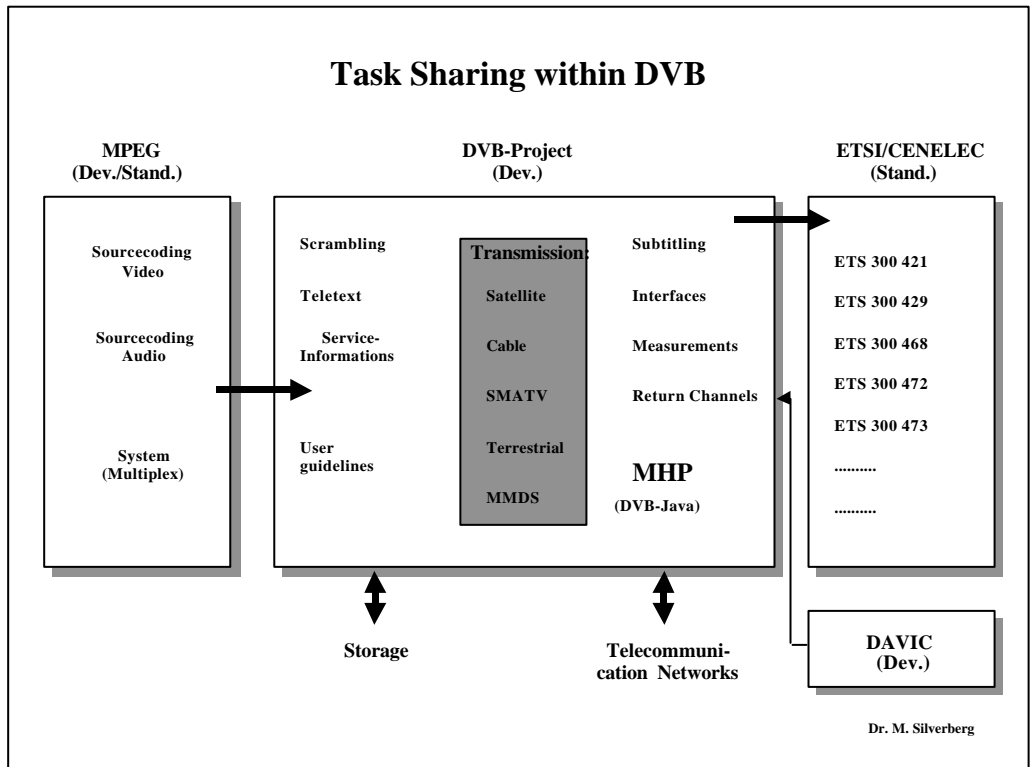 Task Sharing within DVB
MPEG
(Dev./Stand.)
DVB-Project
(Dev.)
ETSI/CENELEC
(Stand.)
Sourcecoding
Video
Sourcecoding
Audio
System
(Multiplex)
Scrambling
Teletext
Service-
Informations
User
guidelines
Transmission:
Satellite
Cable
SMATV
Terrestrial
MMDS
Subtitling
Interfaces
Measurements
Return Channels
MHP
(DVB-Java)
ETS 300 421
ETS 300 429
ETS 300 468
ETS 300 472
ETS 300 473
..........
..........
Storage
Telecommuni-
cation Networks
DAVIC
(Dev.)
Dr. M. Silverberg